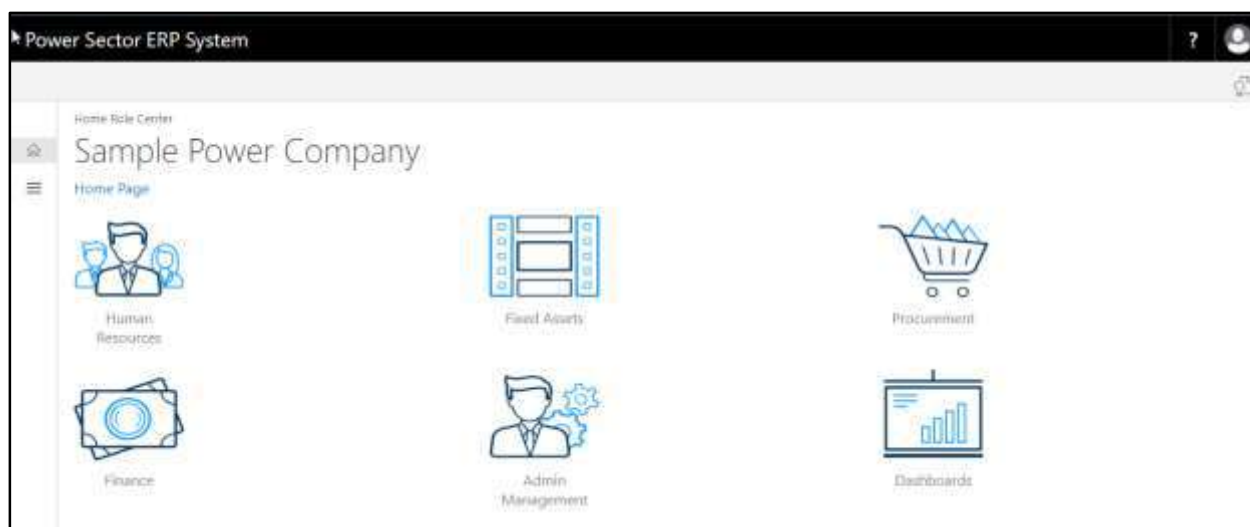 Power Sector ERP System
?
Home Role Center
Sample Power Company
Home Page
Human
Resources
Fixed Assets
Procurement
Finance
Admin
Management
Dashboards